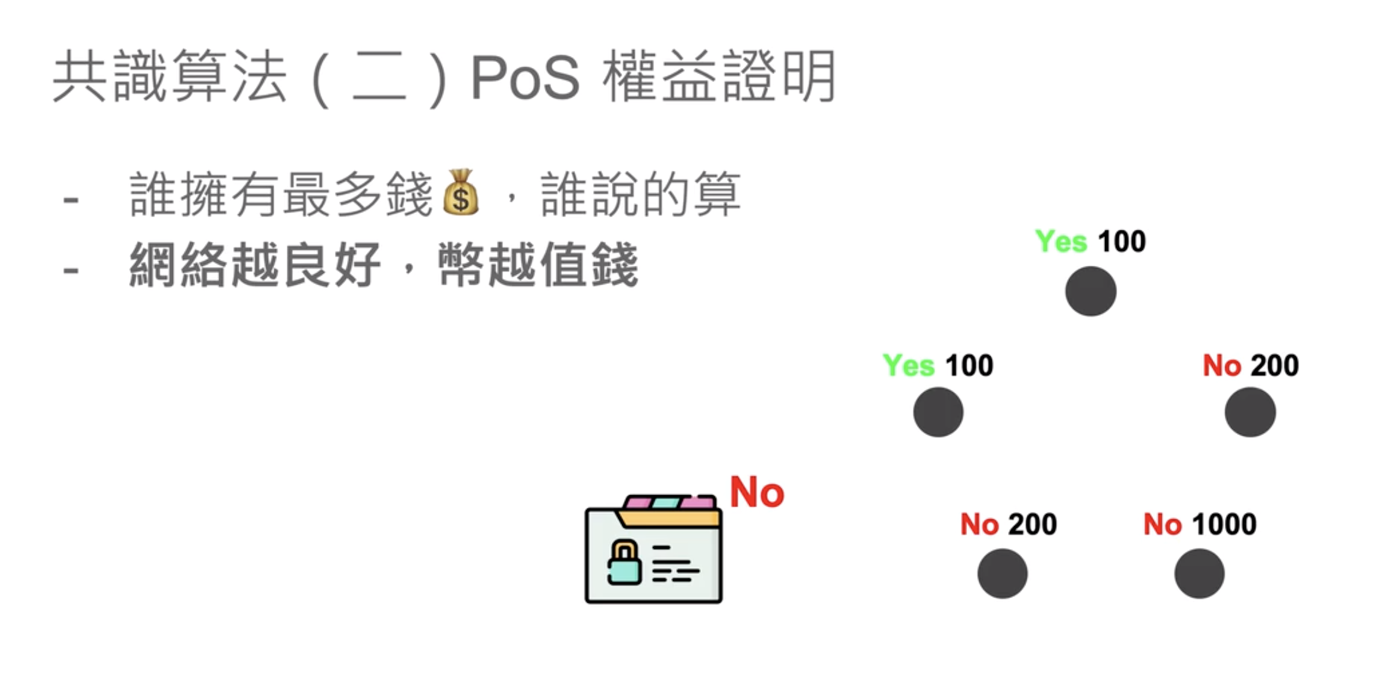 共識算法（二）PoS 權益證明
- 誰擁有最多錢💰，誰說的算
- 網絡越良好，幣越值錢
Yes 100
Yes 100
No 200
No
No 200
No 1000